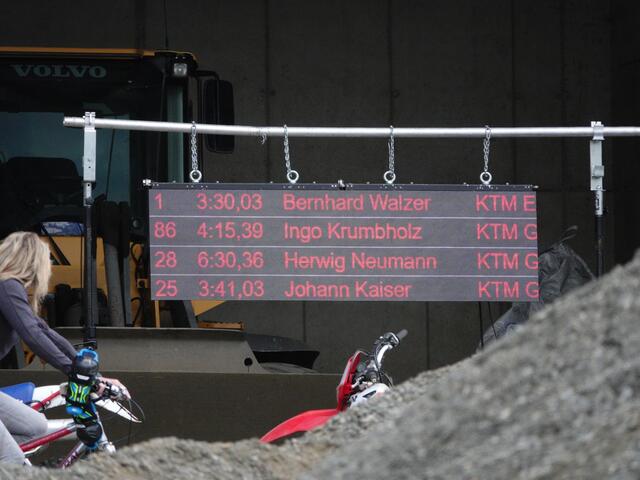 VOLVO
1 3:30,03 Bernhard Walzer KTM E
86 4:15,39 Ingo Krumbholz KTM G
28 6:30,36 Herwig Neumann KTM G
25 3:41,03 Johann Kaiser KTM G